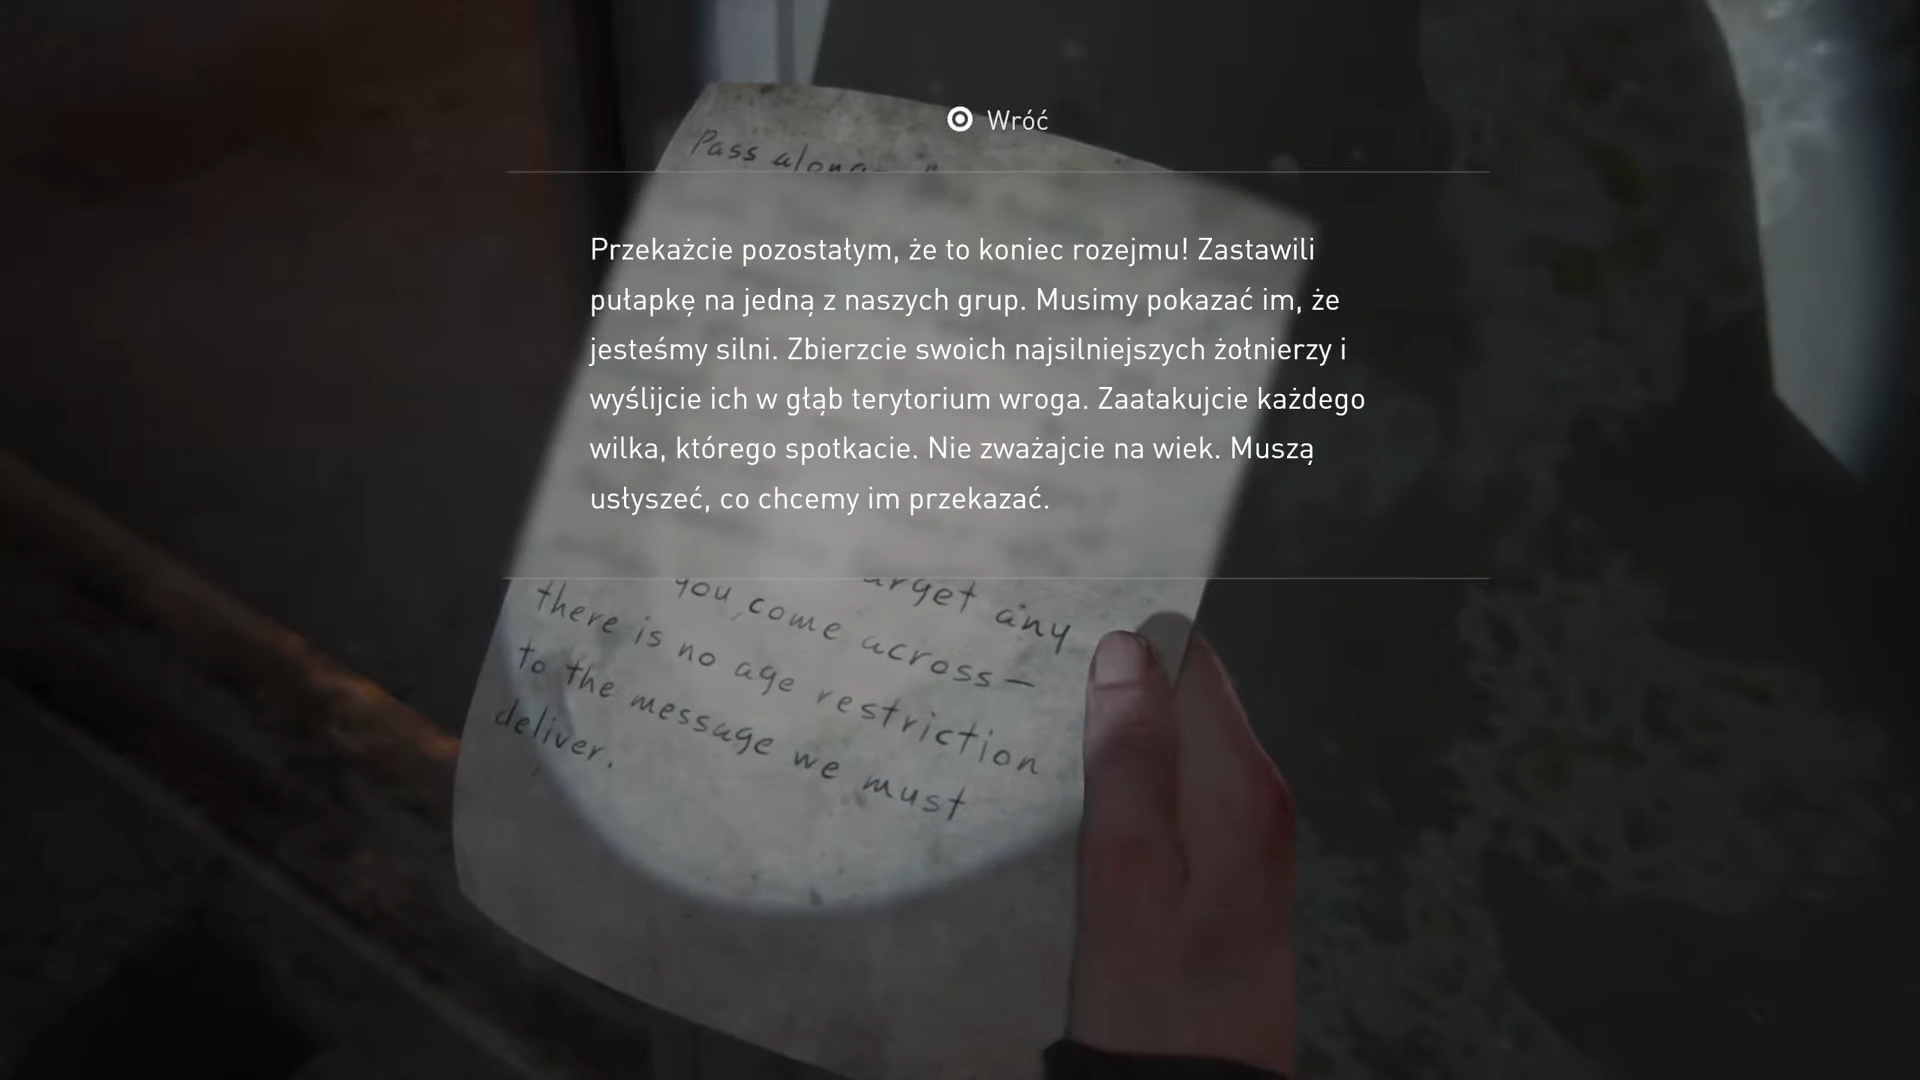 Wróć
Pass along
Przekażcie pozostałym, że to koniec rozejmu! Zastawili
pułapkę na jedną z naszych grup. Musimy pokazać im, że
jesteśmy silni. Zbierzcie swoich najsilniejszych żołnierzy i
wyślijcie ich w głąb terytorium wroga. Zaatakujcie każdego
wilka, którego spotkacie. Nie zważajcie na wiek. Muszą
usłyszeć, co chcemy im przekazać.
any
you come across—
there is no age restriction
to the message we must
deliver.